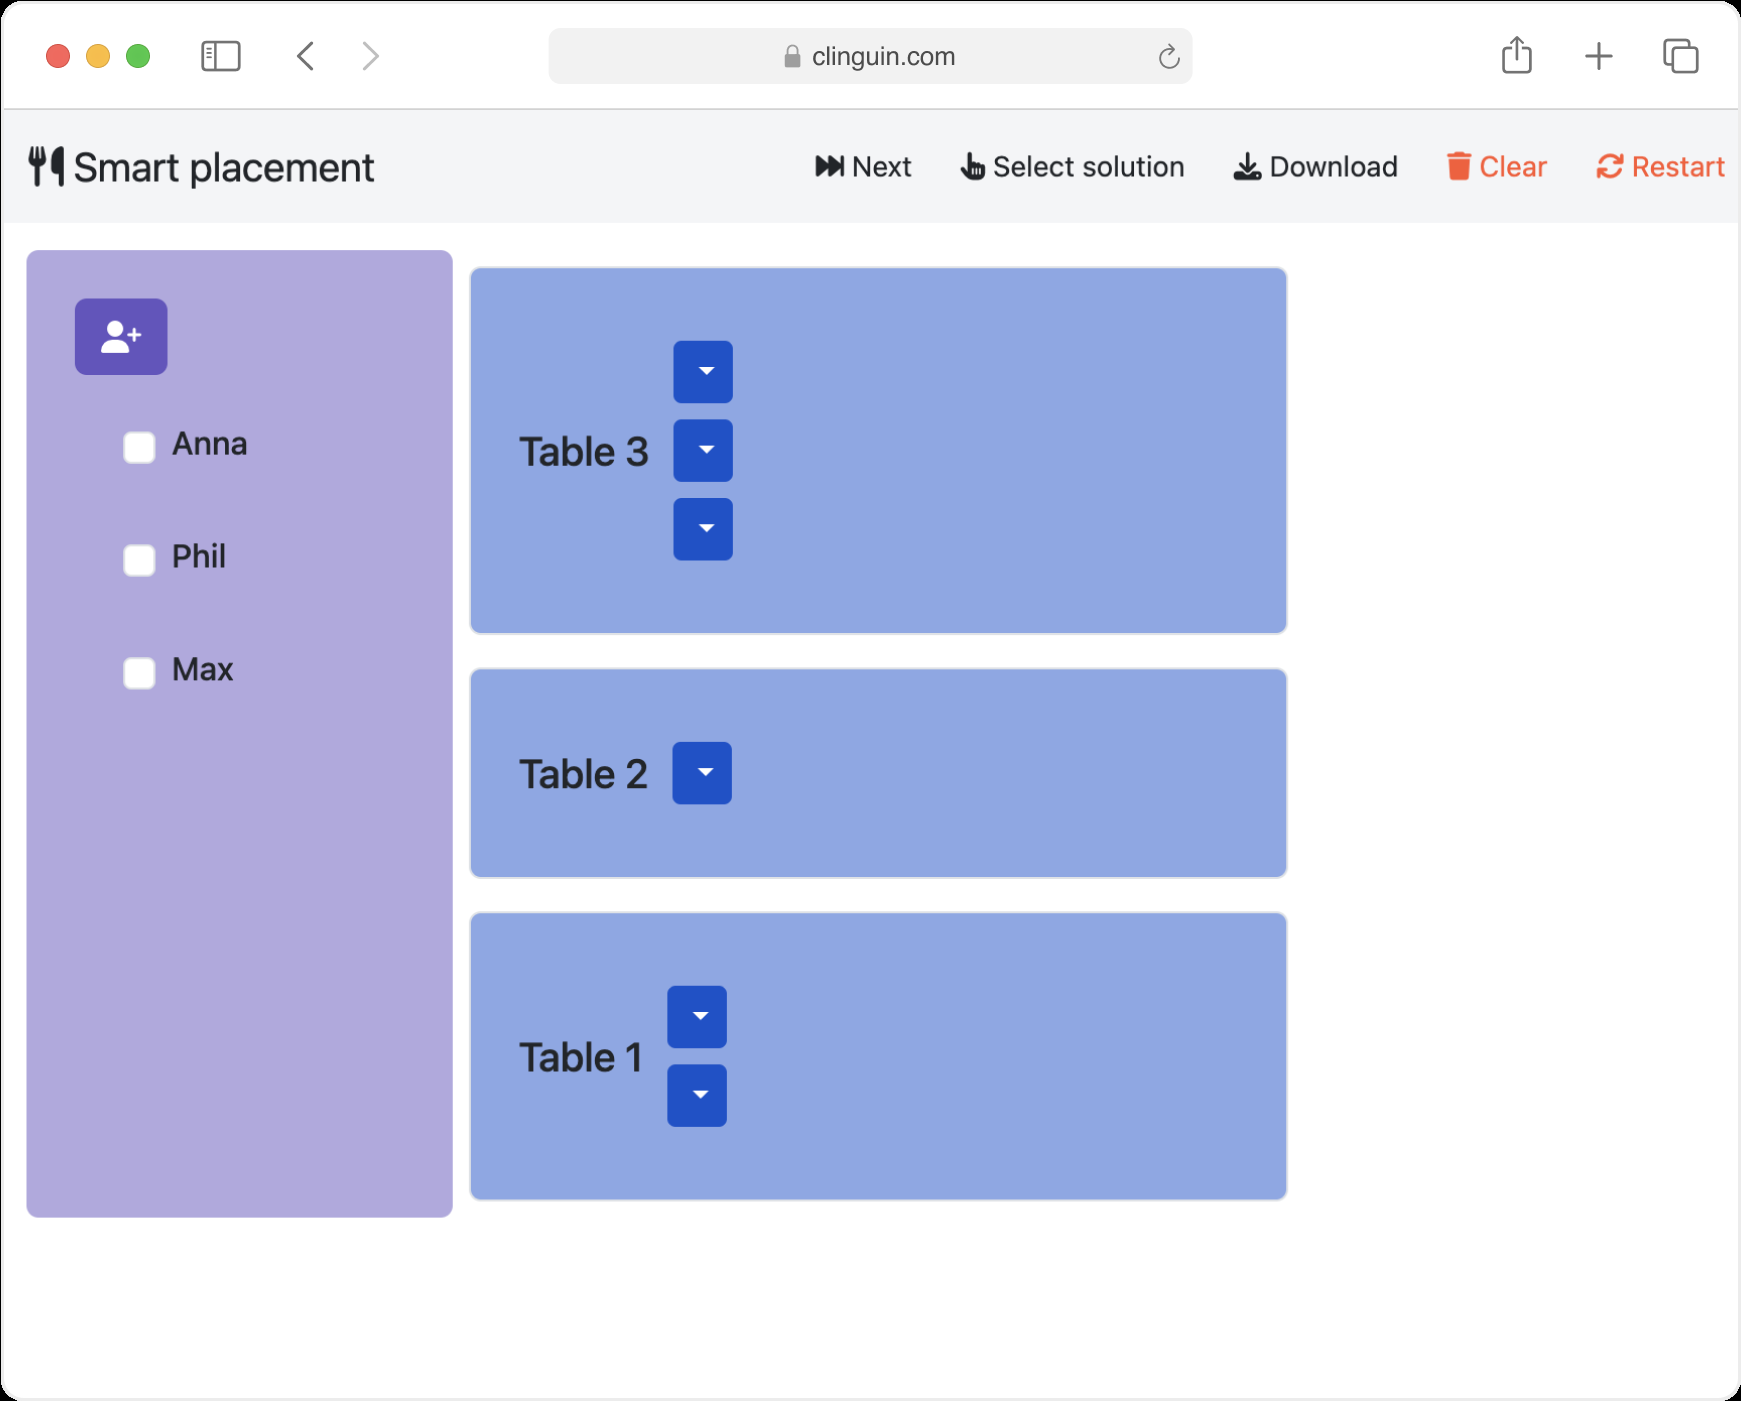 clinguin.com
Smart placement
Next
Select solution
Download
Clear
Restart
Anna
Phil
Max
Table 3
Table 2
Table 1